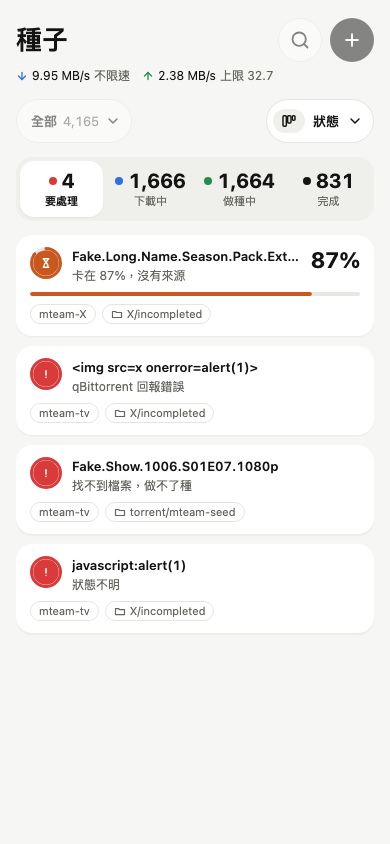 種子
9.95 MB/s 不限速 2.38 MB/s 上限 32.7
全部 4,165 狀態
4 1,666 1,664 831
要處理 下載中 做種中 完成
Fake.Long.Name.Season.Pack.Ext... 87%
卡在 87%，沒有來源
mteam-X X/incompleted
<img src=x onerror=alert(1)>
qBittorrent 回報錯誤
mteam-tv X/incompleted
Fake.Show.1006.S01E07.1080p
找不到檔案，做不了種
mteam-tv torrent/mteam-seed
javascript:alert(1)
狀態不明
mteam-tv X/incompleted